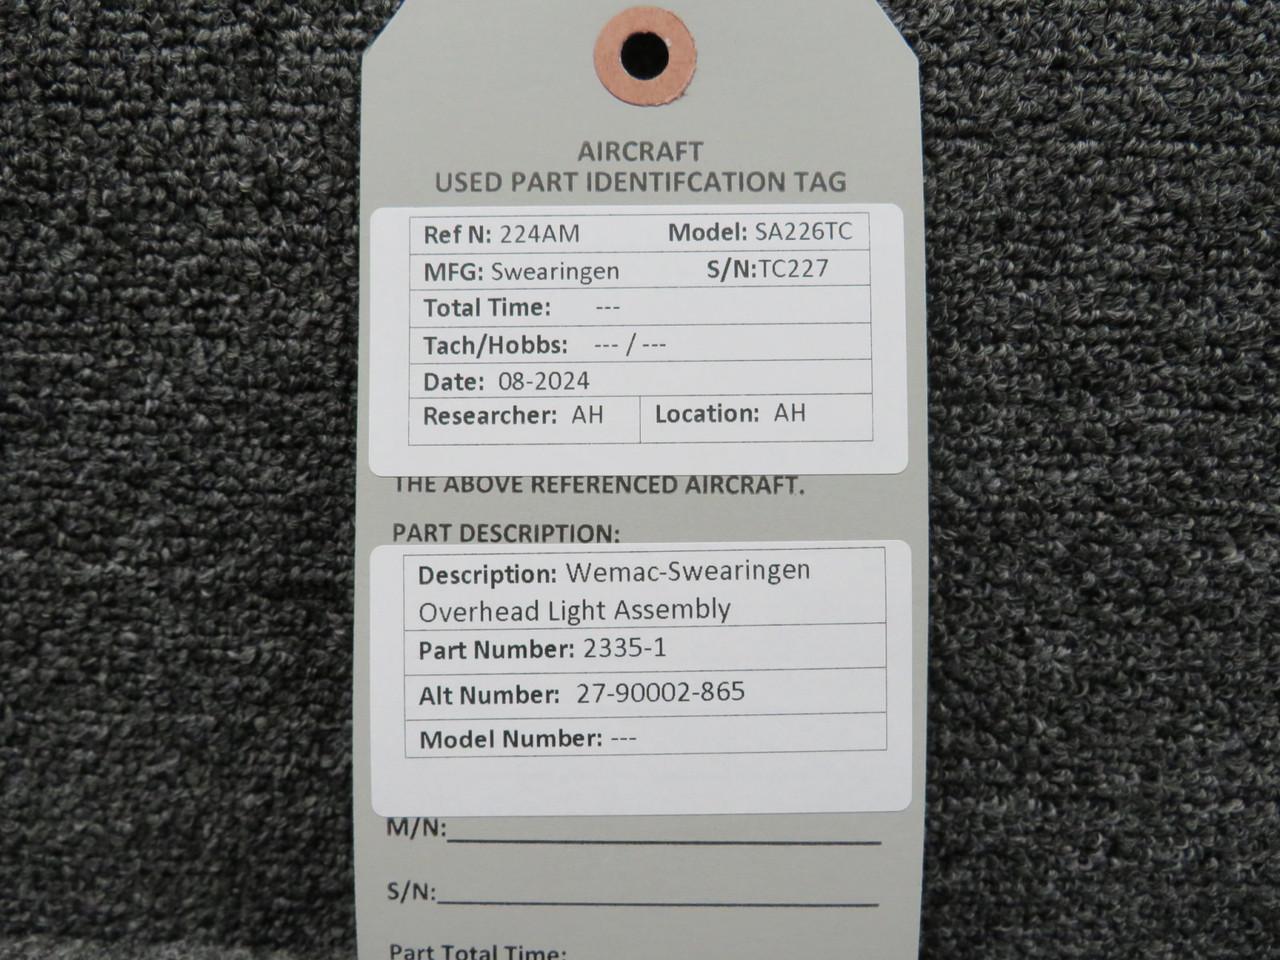 AIRCRAFT
USED PART IDENTIFCATION TAG
Ref N: 224AM Model: SA226TC
MFG: Swearingen S/N:TC227
Total Time: ---
Tach/Hobbs: --- / ---
Date: 08-2024
Researcher: AH Location: AH
THE ABOVE REFERENCED AIRCRAFT.
PART DESCRIPTION:
Description: Wemac-Swearingen
Overhead Light Assembly
Part Number: 2335-1
Alt Number: 27-90002-865
Model Number: ---
M/N:
S/N:
Part Total Time: